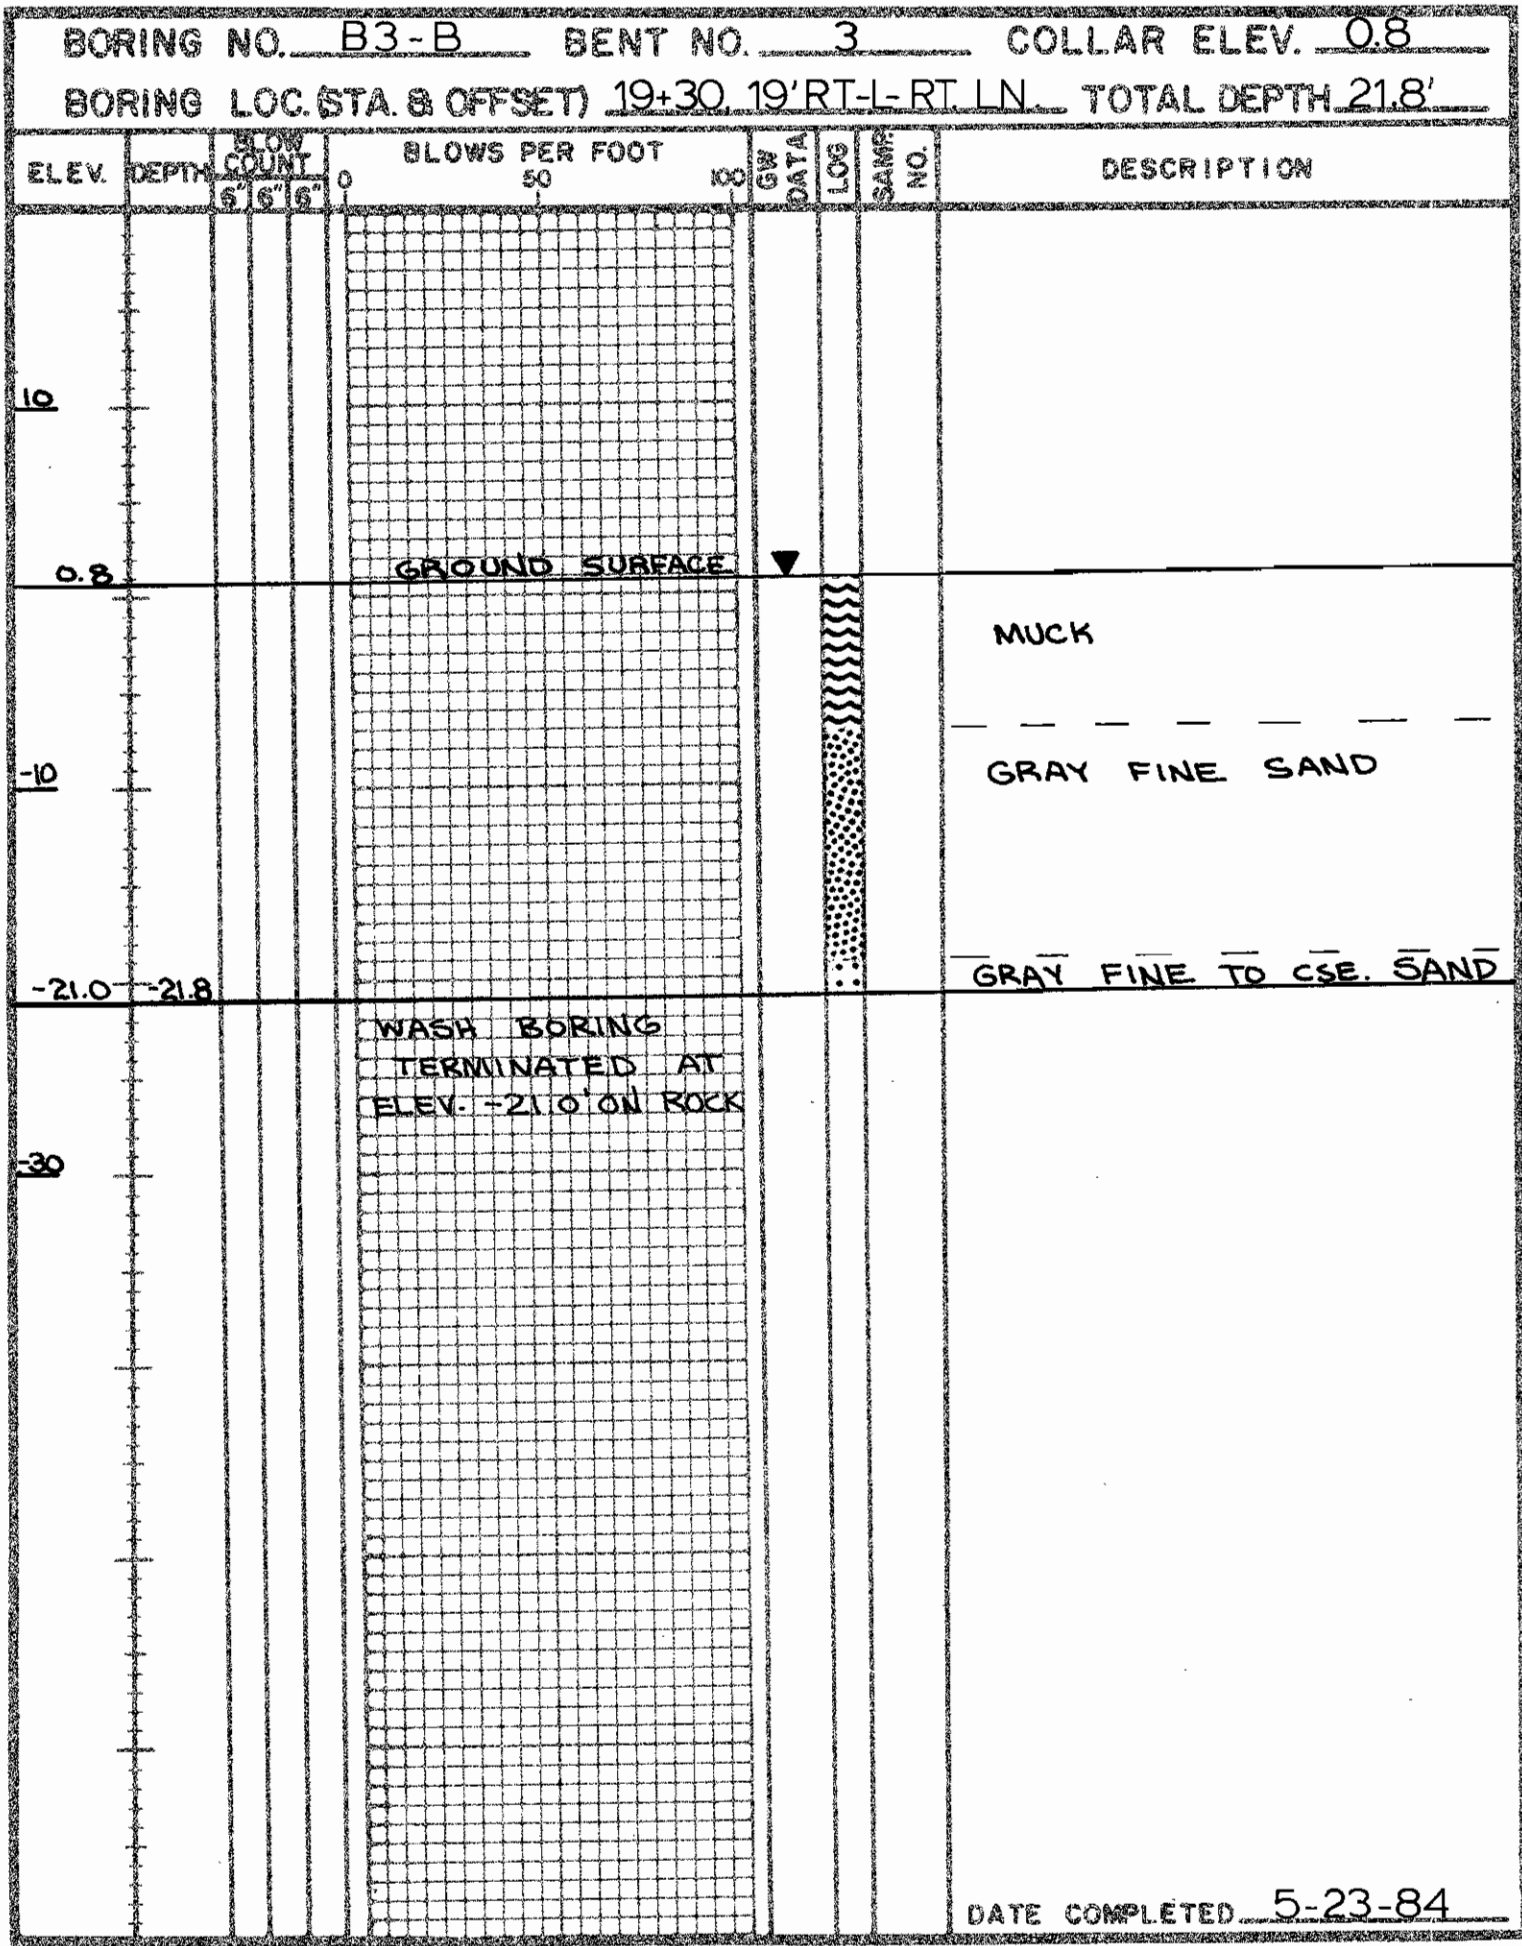 BORING NO. B3-B BENT NO. 3 COLLAR ELEV. 0.8
BORING LOC.(STA. & OFFSET) 19+30, 19'RT-L-RT. LN. TOTAL DEPTH 21.8'
ELEV. DEPTH BLOW COUNT 6" 6" 6" BLOWS PER FOOT 0 50 100 GW DATA LOG SAMP. NO. DESCRIPTION
10
0.8 GROUND SURFACE
MUCK
-10 GRAY FINE SAND
-21.0 -21.8 GRAY FINE TO CSE. SAND
WASH BORING
TERMINATED AT
ELEV. -21.0' ON ROCK
-30
DATE COMPLETED 5-23-84